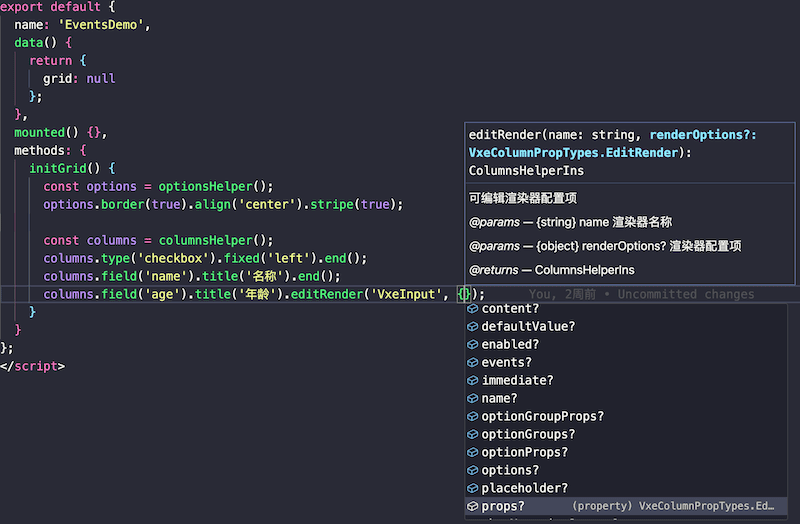 export default {
name: 'EventsDemo',
data() {
return {
grid: null
};
},
mounted() {},
methods: {
initGrid() {
const options = optionsHelper();
options.border(true).align('center').stripe(true);
const columns = columnsHelper();
columns.type('checkbox').fixed('left').end();
columns.field('name').title('名称').end();
columns.field('age').title('年龄').editRender('VxeInput', {}); You, 2周前 • Uncommitted changes
}
}
};
</script>
editRender(name: string, renderOptions?:
VxeColumnPropTypes.EditRender):
ColumnsHelperIns
可编辑渲染器配置项
@params — {string} name 渲染器名称
@params — {object} renderOptions? 渲染器配置项
@returns — ColumnsHelperIns
content?
defaultValue?
enabled?
events?
immediate?
name?
optionGroupProps?
optionGroups?
optionProps?
options?
placeholder?
props? (property) VxeColumnPropTypes.Ed…